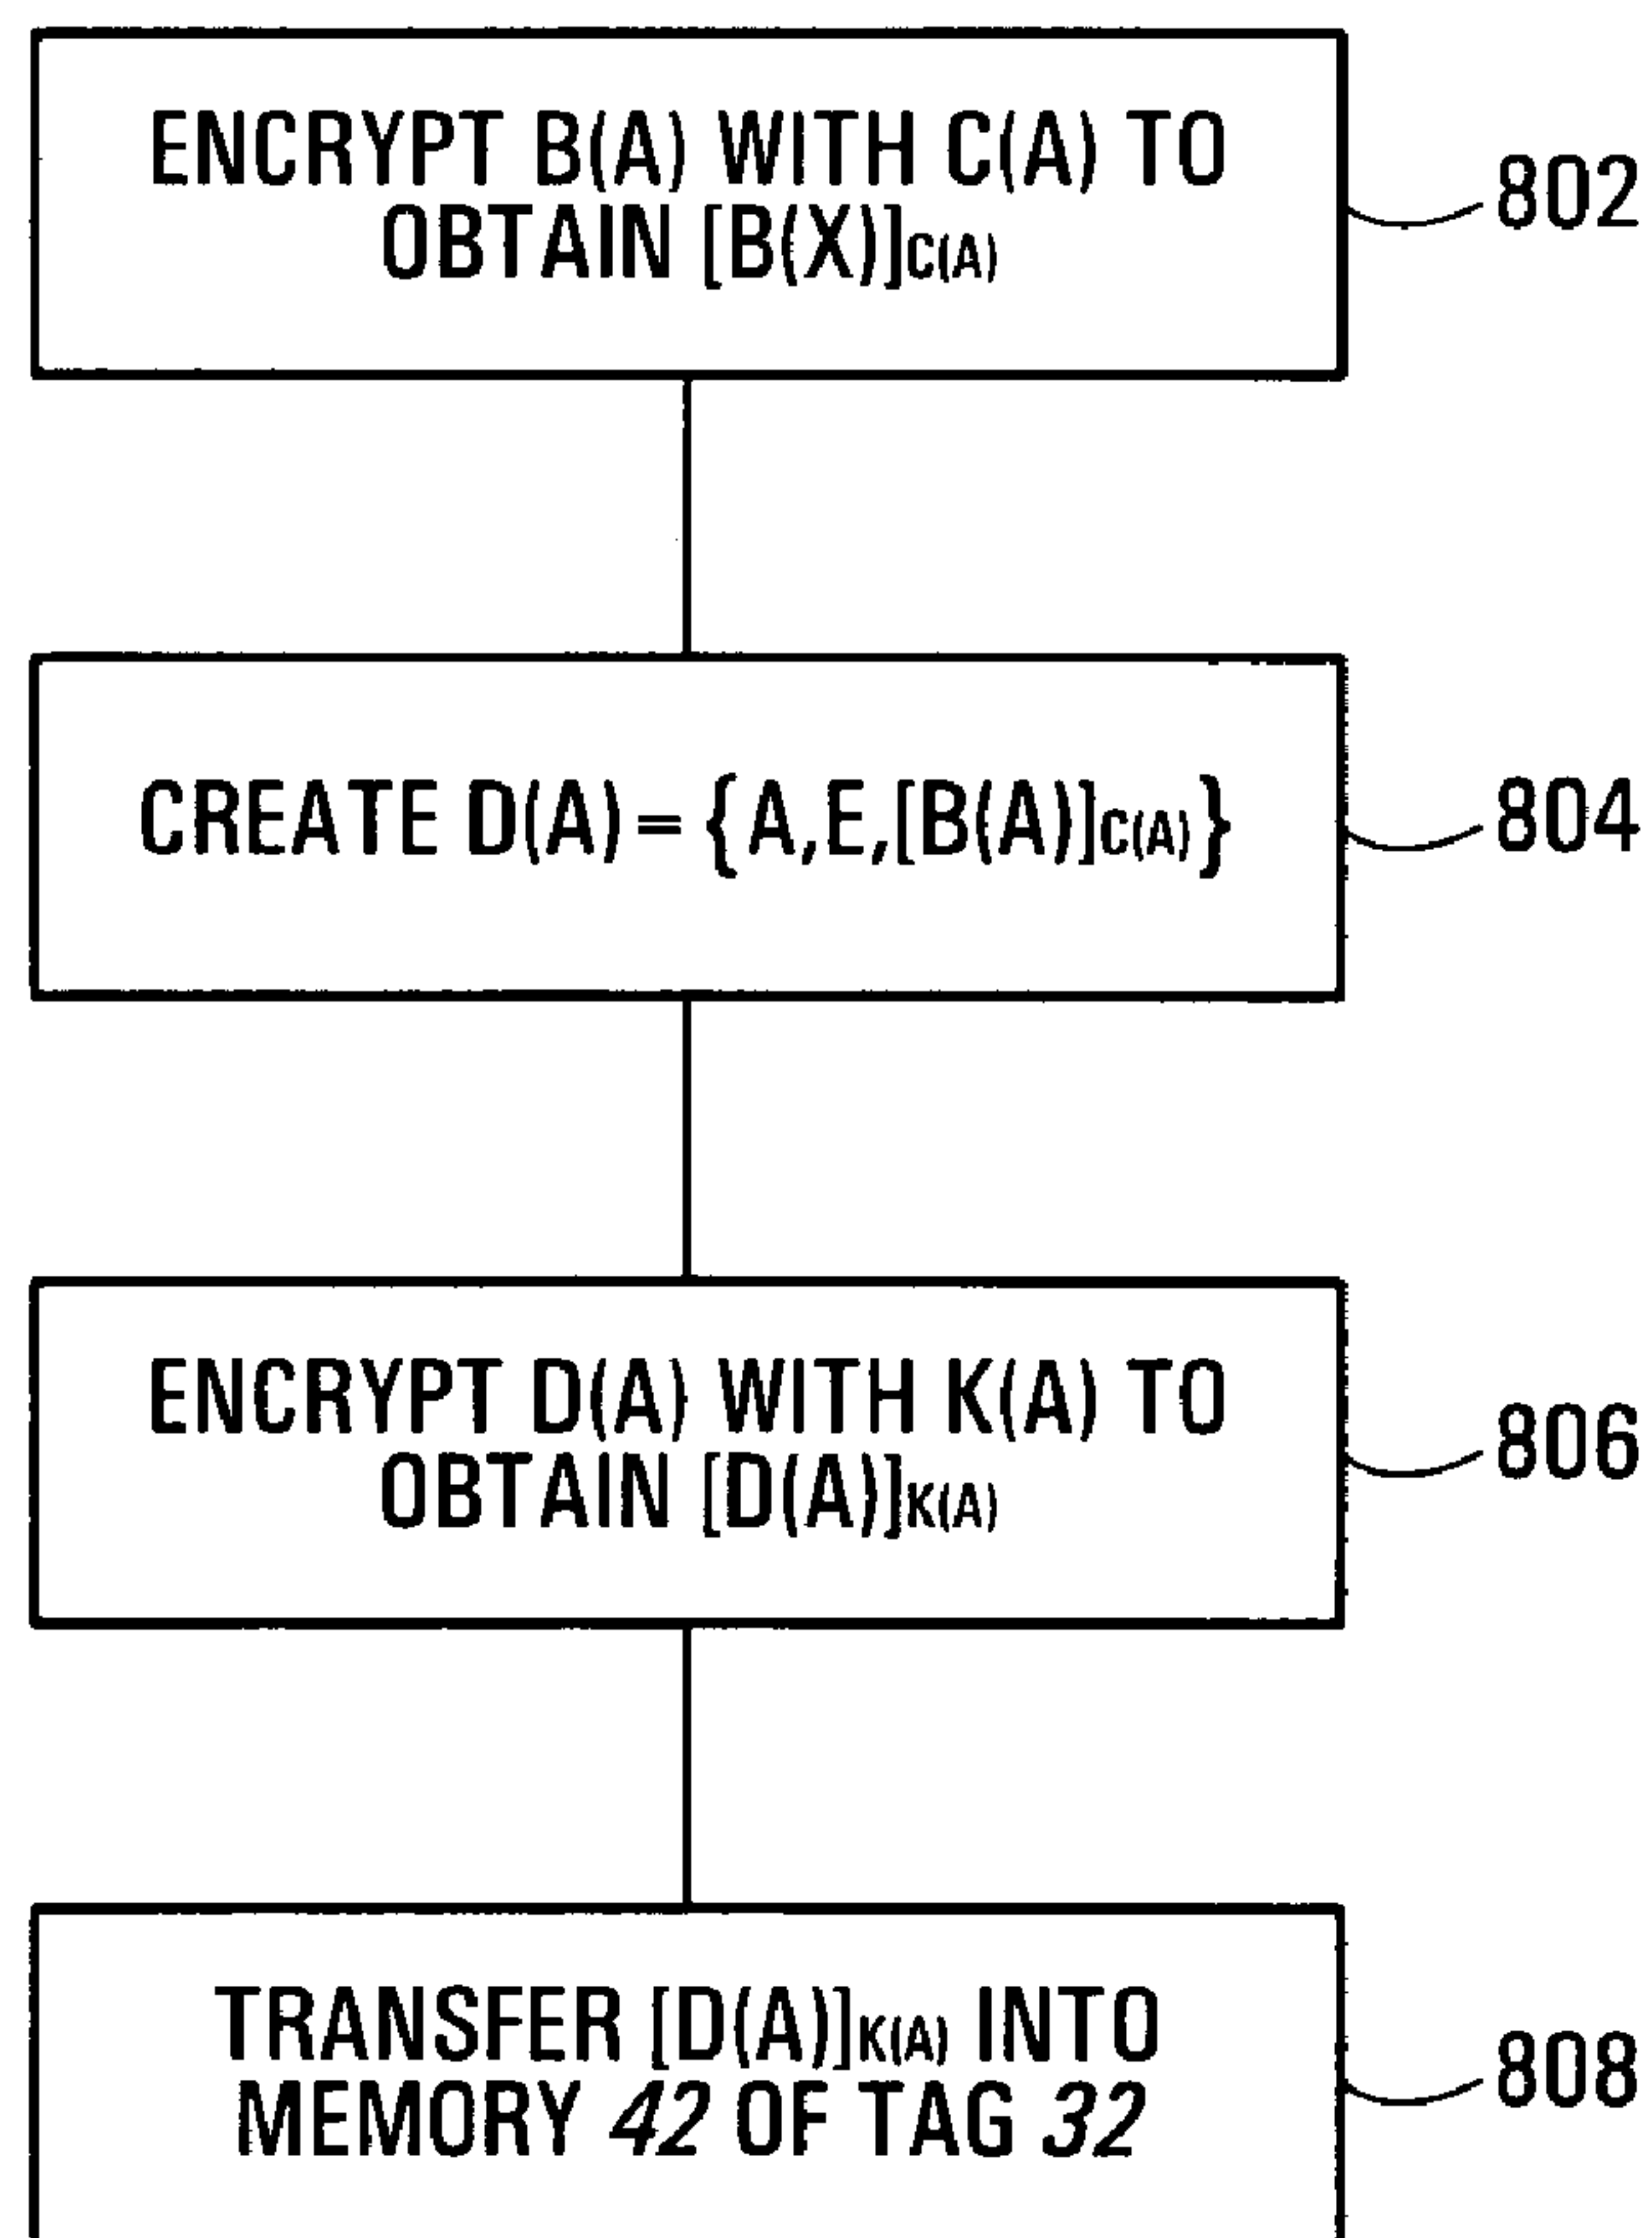 ENCRYPT B(A) WITH C(A) TO
OBTAIN [B(X)]C(A)
802
CREATE D(A) = {A,E,[B(A)]C(A)}
804
ENCRYPT D(A) WITH K(A) TO
OBTAIN [D(A)]K(A)
806
TRANSFER [D(A)]K(A) INTO
MEMORY 42 OF TAG 32
808